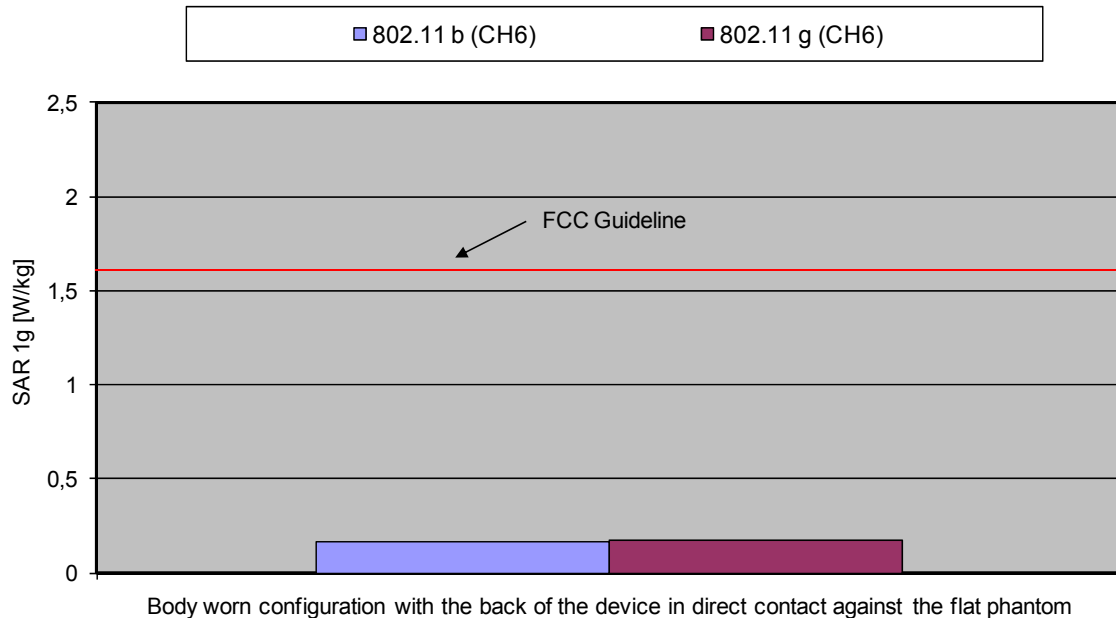 802.11 b (CH6) 802.11 g (CH6)
2,5
2
FCC Guideline
1,5
SAR 1g [W/kg]
1
0,5
0
Body worn configuration with the back of the device in direct contact against the flat phantom